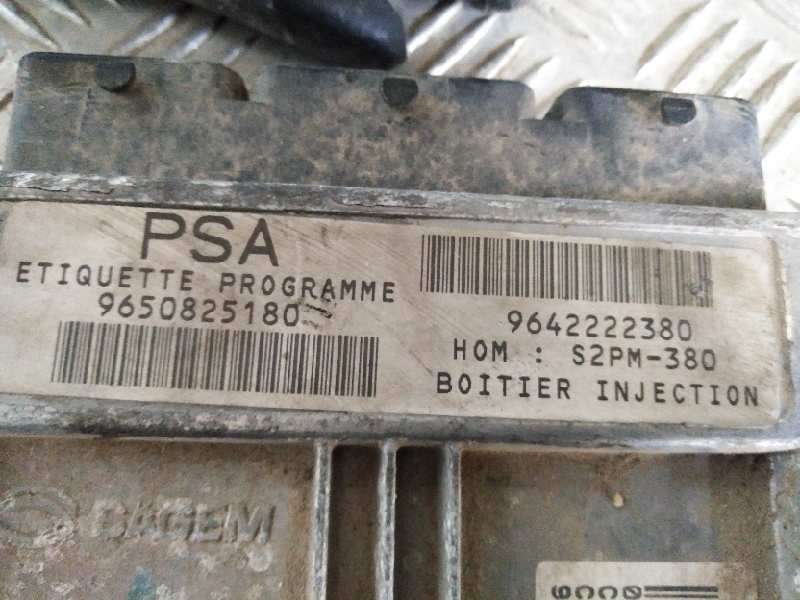 PSA
ETIQUETTE PROGRAMME
9650825180
9642222380
HOM : S2PM-380
BOITIER INJECTION
SAGEM